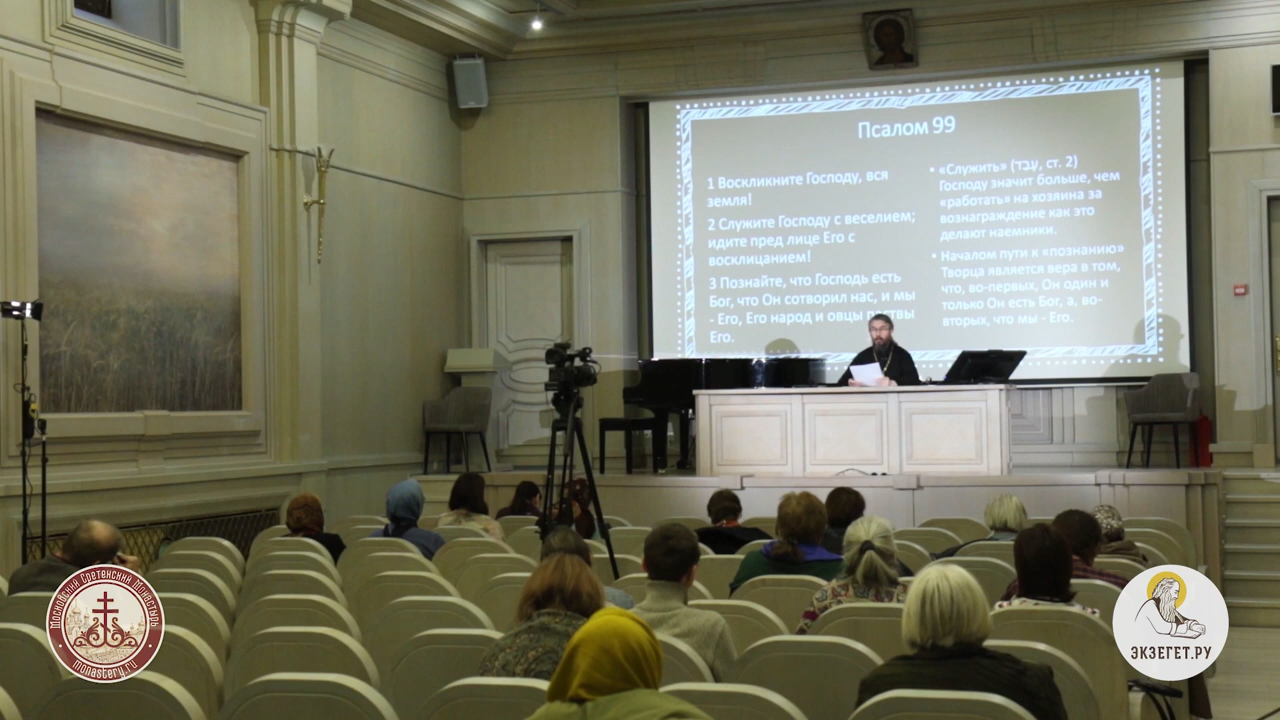 Псалом 99
1 Воскликните Господу, вся
земля!
2 Служите Господу с веселием;
идите пред лице Его с
восклицанием!
3 Познайте, что Господь есть
Бог, что Он сотворил нас, и мы
- Его, Его народ и овцы паствы
Его.
• «Служить» (עָבַד, ст. 2)
Господу значит больше, чем
«работать» на хозяина за
вознаграждение как это
делают наемники.
• Началом пути к «познанию»
Творца является вера в том,
что, во-первых, Он один и
только Он есть Бог, а, во-
вторых, что мы - Его.
Московский Сретенский Монастырь
monastery.ru
ЭКЗЕГЕТ.РУ